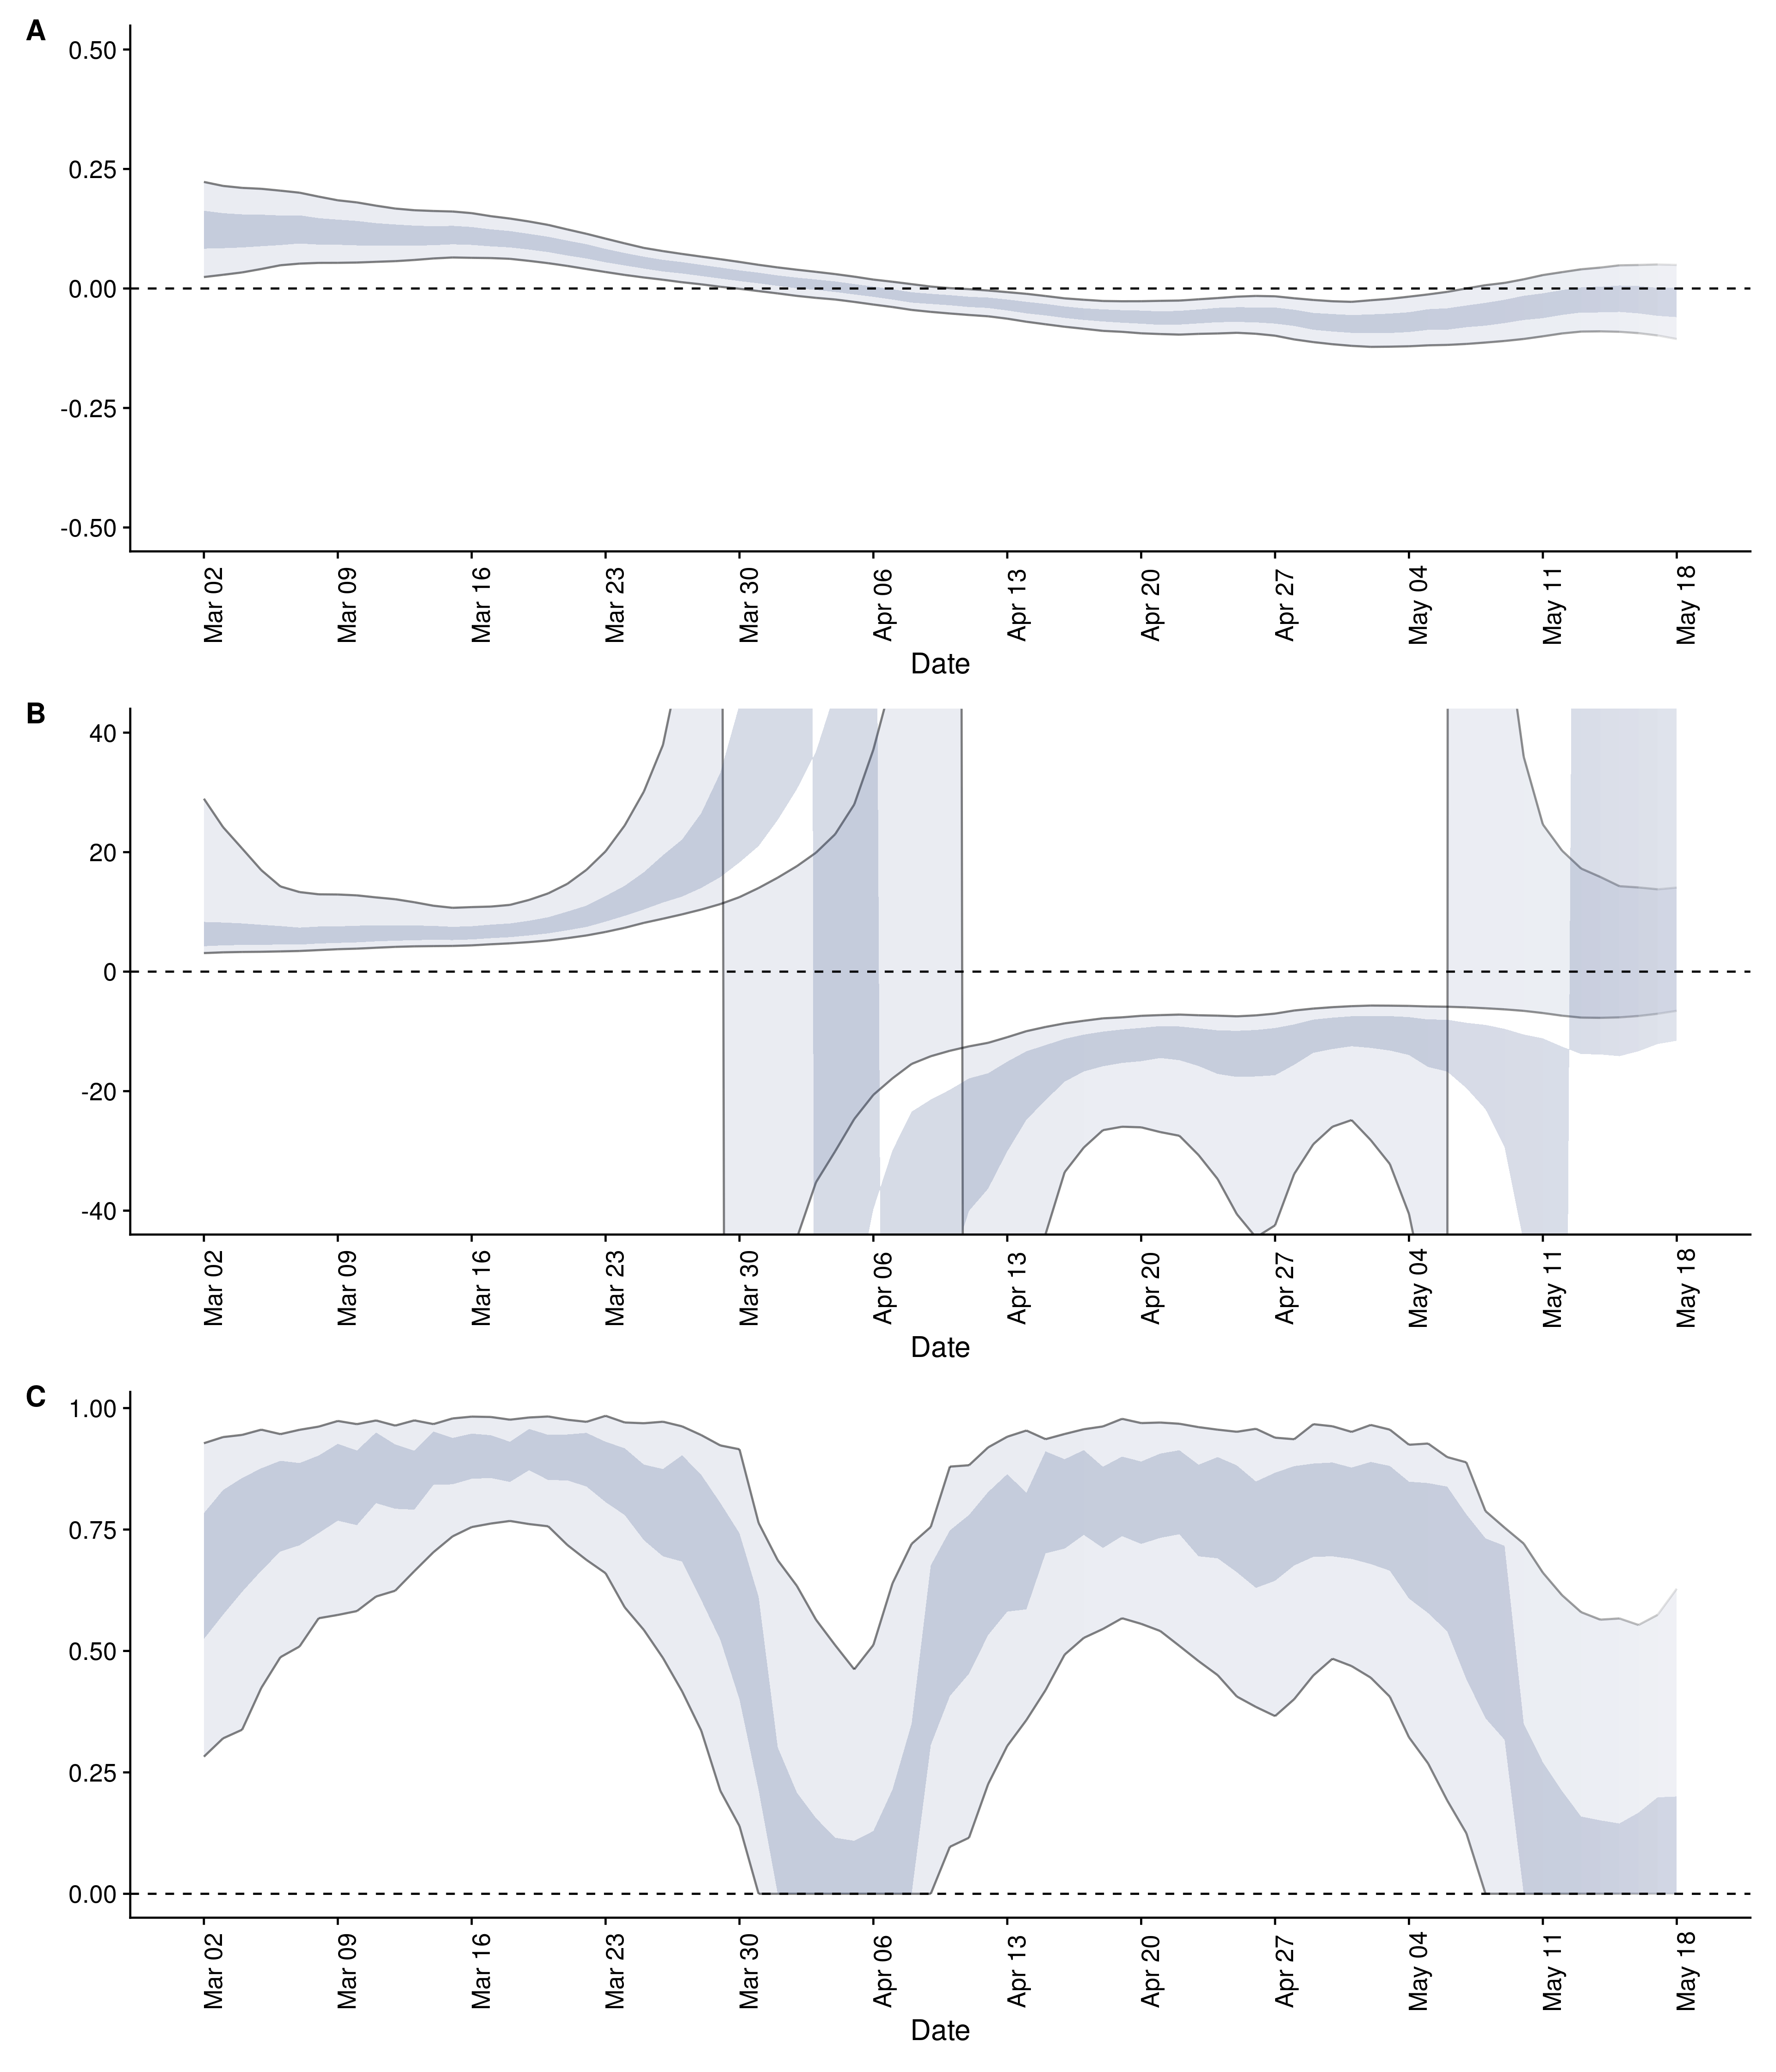 A
0.50
0.25
0.00
-0.25
-0.50
Mar 02
Mar 09
Mar 16
Mar 23
Mar 30
Apr 06
Apr 13
Apr 20
Apr 27
May 04
May 11
May 18
Date
B
40
20
0
-20
-40
Mar 02
Mar 09
Mar 16
Mar 23
Mar 30
Apr 06
Apr 13
Apr 20
Apr 27
May 04
May 11
May 18
Date
C
1.00
0.75
0.50
0.25
0.00
Mar 02
Mar 09
Mar 16
Mar 23
Mar 30
Apr 06
Apr 13
Apr 20
Apr 27
May 04
May 11
May 18
Date